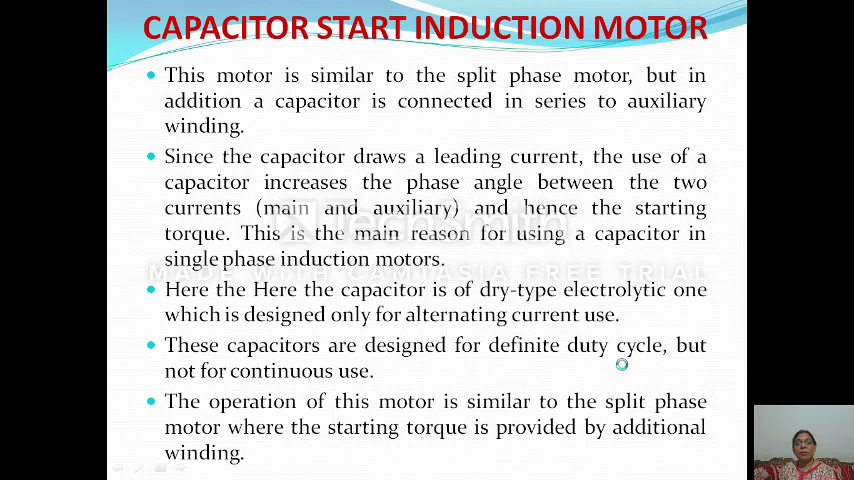 CAPACITOR START INDUCTION MOTOR
This motor is similar to the split phase motor, but in
addition a capacitor is connected in series to auxiliary
winding.
Since the capacitor draws a leading current, the use of a
capacitor increases the phase angle between the two
currents (main and auxiliary) and hence the starting
torque. This is the main reason for using a capacitor in
single phase induction motors.
TechSmith
MADE WITH CAMTASIA FREE TRIAL
Here the Here the capacitor is of dry-type electrolytic one
which is designed only for alternating current use.
These capacitors are designed for definite duty cycle, but
not for continuous use.
The operation of this motor is similar to the split phase
motor where the starting torque is provided by additional
winding.